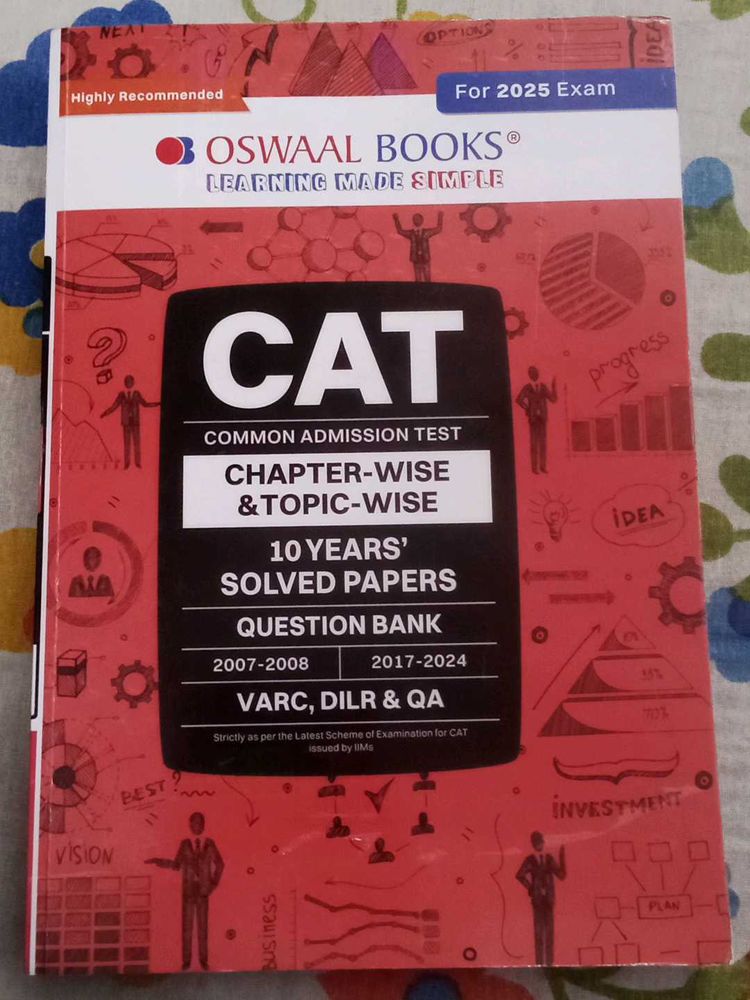 NEXT
OPTIONS
IDEA
Highly Recommended
For 2025 Exam
OSWAAL BOOKS®
LEARNING MADE SIMPLE
progress
CAT
COMMON ADMISSION TEST
CHAPTER-WISE
&TOPIC-WISE
IDEA
10 YEARS'
SOLVED PAPERS
QUESTION BANK
2007-2008 2017-2024
VARC, DILR & QA
Strictly as per the Latest Scheme of Examination for CAT
issued by IIMs
BEST?
INVESTMENT
VISION
PLAN
BUSINESS